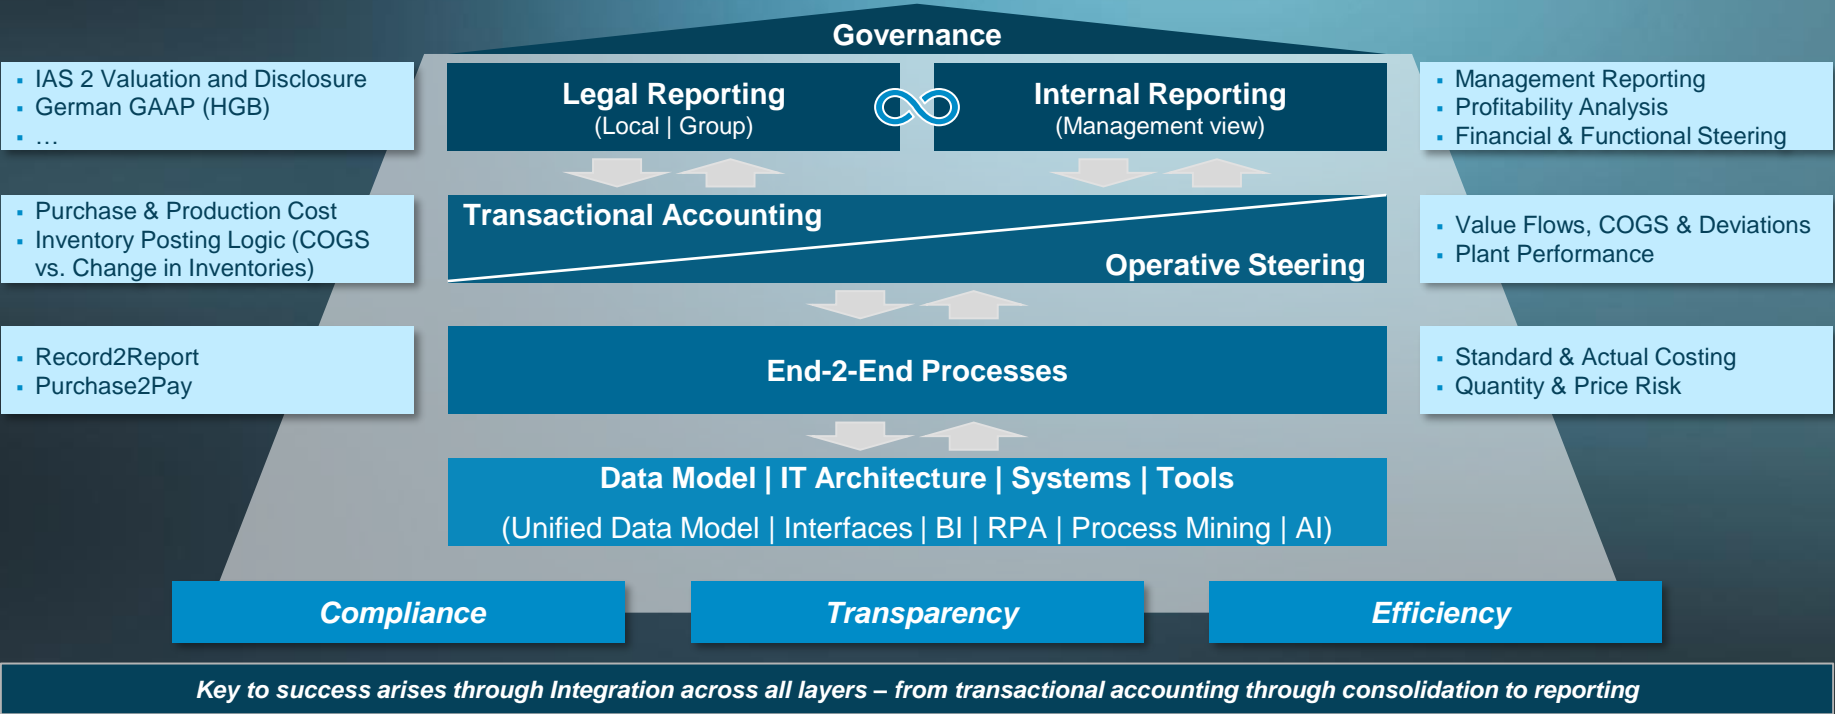 Governance
IAS 2 Valuation and Disclosure
German GAAP (HGB)
…
Legal Reporting
(Local | Group)
Internal Reporting
(Management view)
Management Reporting
Profitability Analysis
Financial & Functional Steering
Purchase & Production Cost
Inventory Posting Logic (COGS
vs. Change in Inventories)
Transactional Accounting
Operative Steering
Value Flows, COGS & Deviations
Plant Performance
Record2Report
Purchase2Pay
End-2-End Processes
Standard & Actual Costing
Quantity & Price Risk
Data Model | IT Architecture | Systems | Tools
(Unified Data Model | Interfaces | BI | RPA | Process Mining | AI)
Compliance
Transparency
Efficiency
Key to success arises through Integration across all layers – from transactional accounting through consolidation to reporting